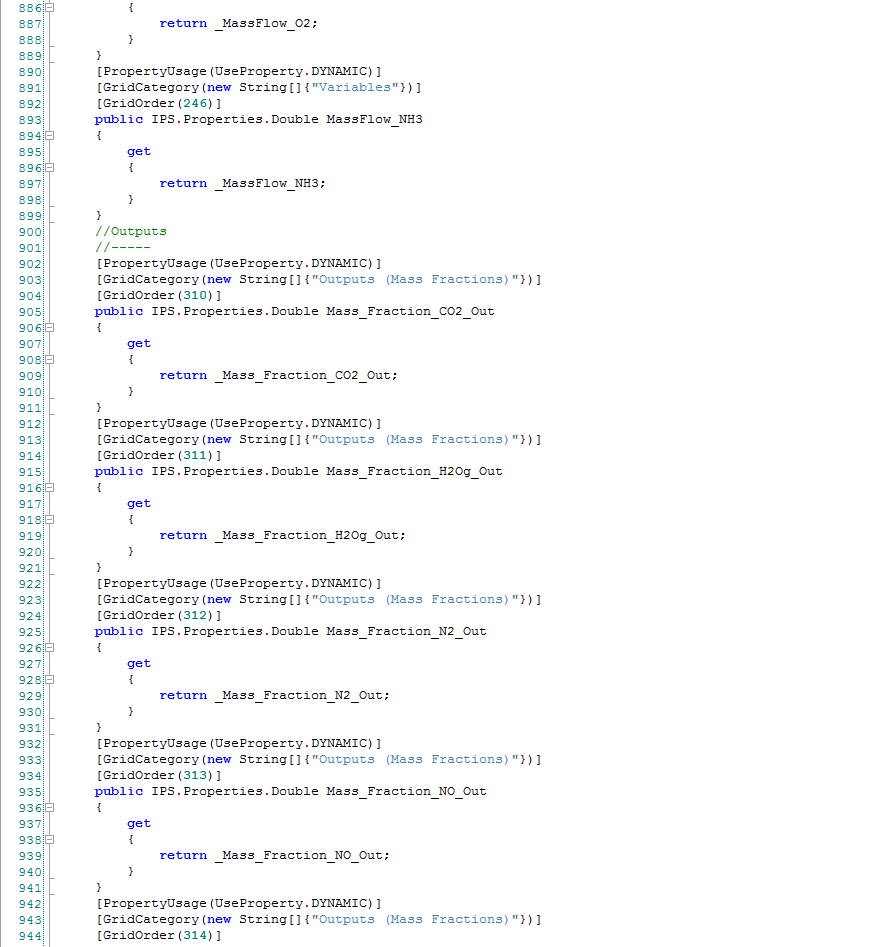 886 {
887 return _MassFlow_O2;
888 }
889 }
890 [PropertyUsage(UseProperty.DYNAMIC)]
891 [GridCategory(new String[]{"Variables"})]
892 [GridOrder(246)]
893 public IPS.Properties.Double MassFlow_NH3
894 {
895 get
896 {
897 return _MassFlow_NH3;
898 }
899 }
900 //Outputs
901 //-----
902 [PropertyUsage(UseProperty.DYNAMIC)]
903 [GridCategory(new String[]{"Outputs (Mass Fractions)"})]
904 [GridOrder(310)]
905 public IPS.Properties.Double Mass_Fraction_CO2_Out
906 {
907 get
908 {
909 return _Mass_Fraction_CO2_Out;
910 }
911 }
912 [PropertyUsage(UseProperty.DYNAMIC)]
913 [GridCategory(new String[]{"Outputs (Mass Fractions)"})]
914 [GridOrder(311)]
915 public IPS.Properties.Double Mass_Fraction_H2Og_Out
916 {
917 get
918 {
919 return _Mass_Fraction_H2Og_Out;
920 }
921 }
922 [PropertyUsage(UseProperty.DYNAMIC)]
923 [GridCategory(new String[]{"Outputs (Mass Fractions)"})]
924 [GridOrder(312)]
925 public IPS.Properties.Double Mass_Fraction_N2_Out
926 {
927 get
928 {
929 return _Mass_Fraction_N2_Out;
930 }
931 }
932 [PropertyUsage(UseProperty.DYNAMIC)]
933 [GridCategory(new String[]{"Outputs (Mass Fractions)"})]
934 [GridOrder(313)]
935 public IPS.Properties.Double Mass_Fraction_NO_Out
936 {
937 get
938 {
939 return _Mass_Fraction_NO_Out;
940 }
941 }
942 [PropertyUsage(UseProperty.DYNAMIC)]
943 [GridCategory(new String[]{"Outputs (Mass Fractions)"})]
944 [GridOrder(314)]